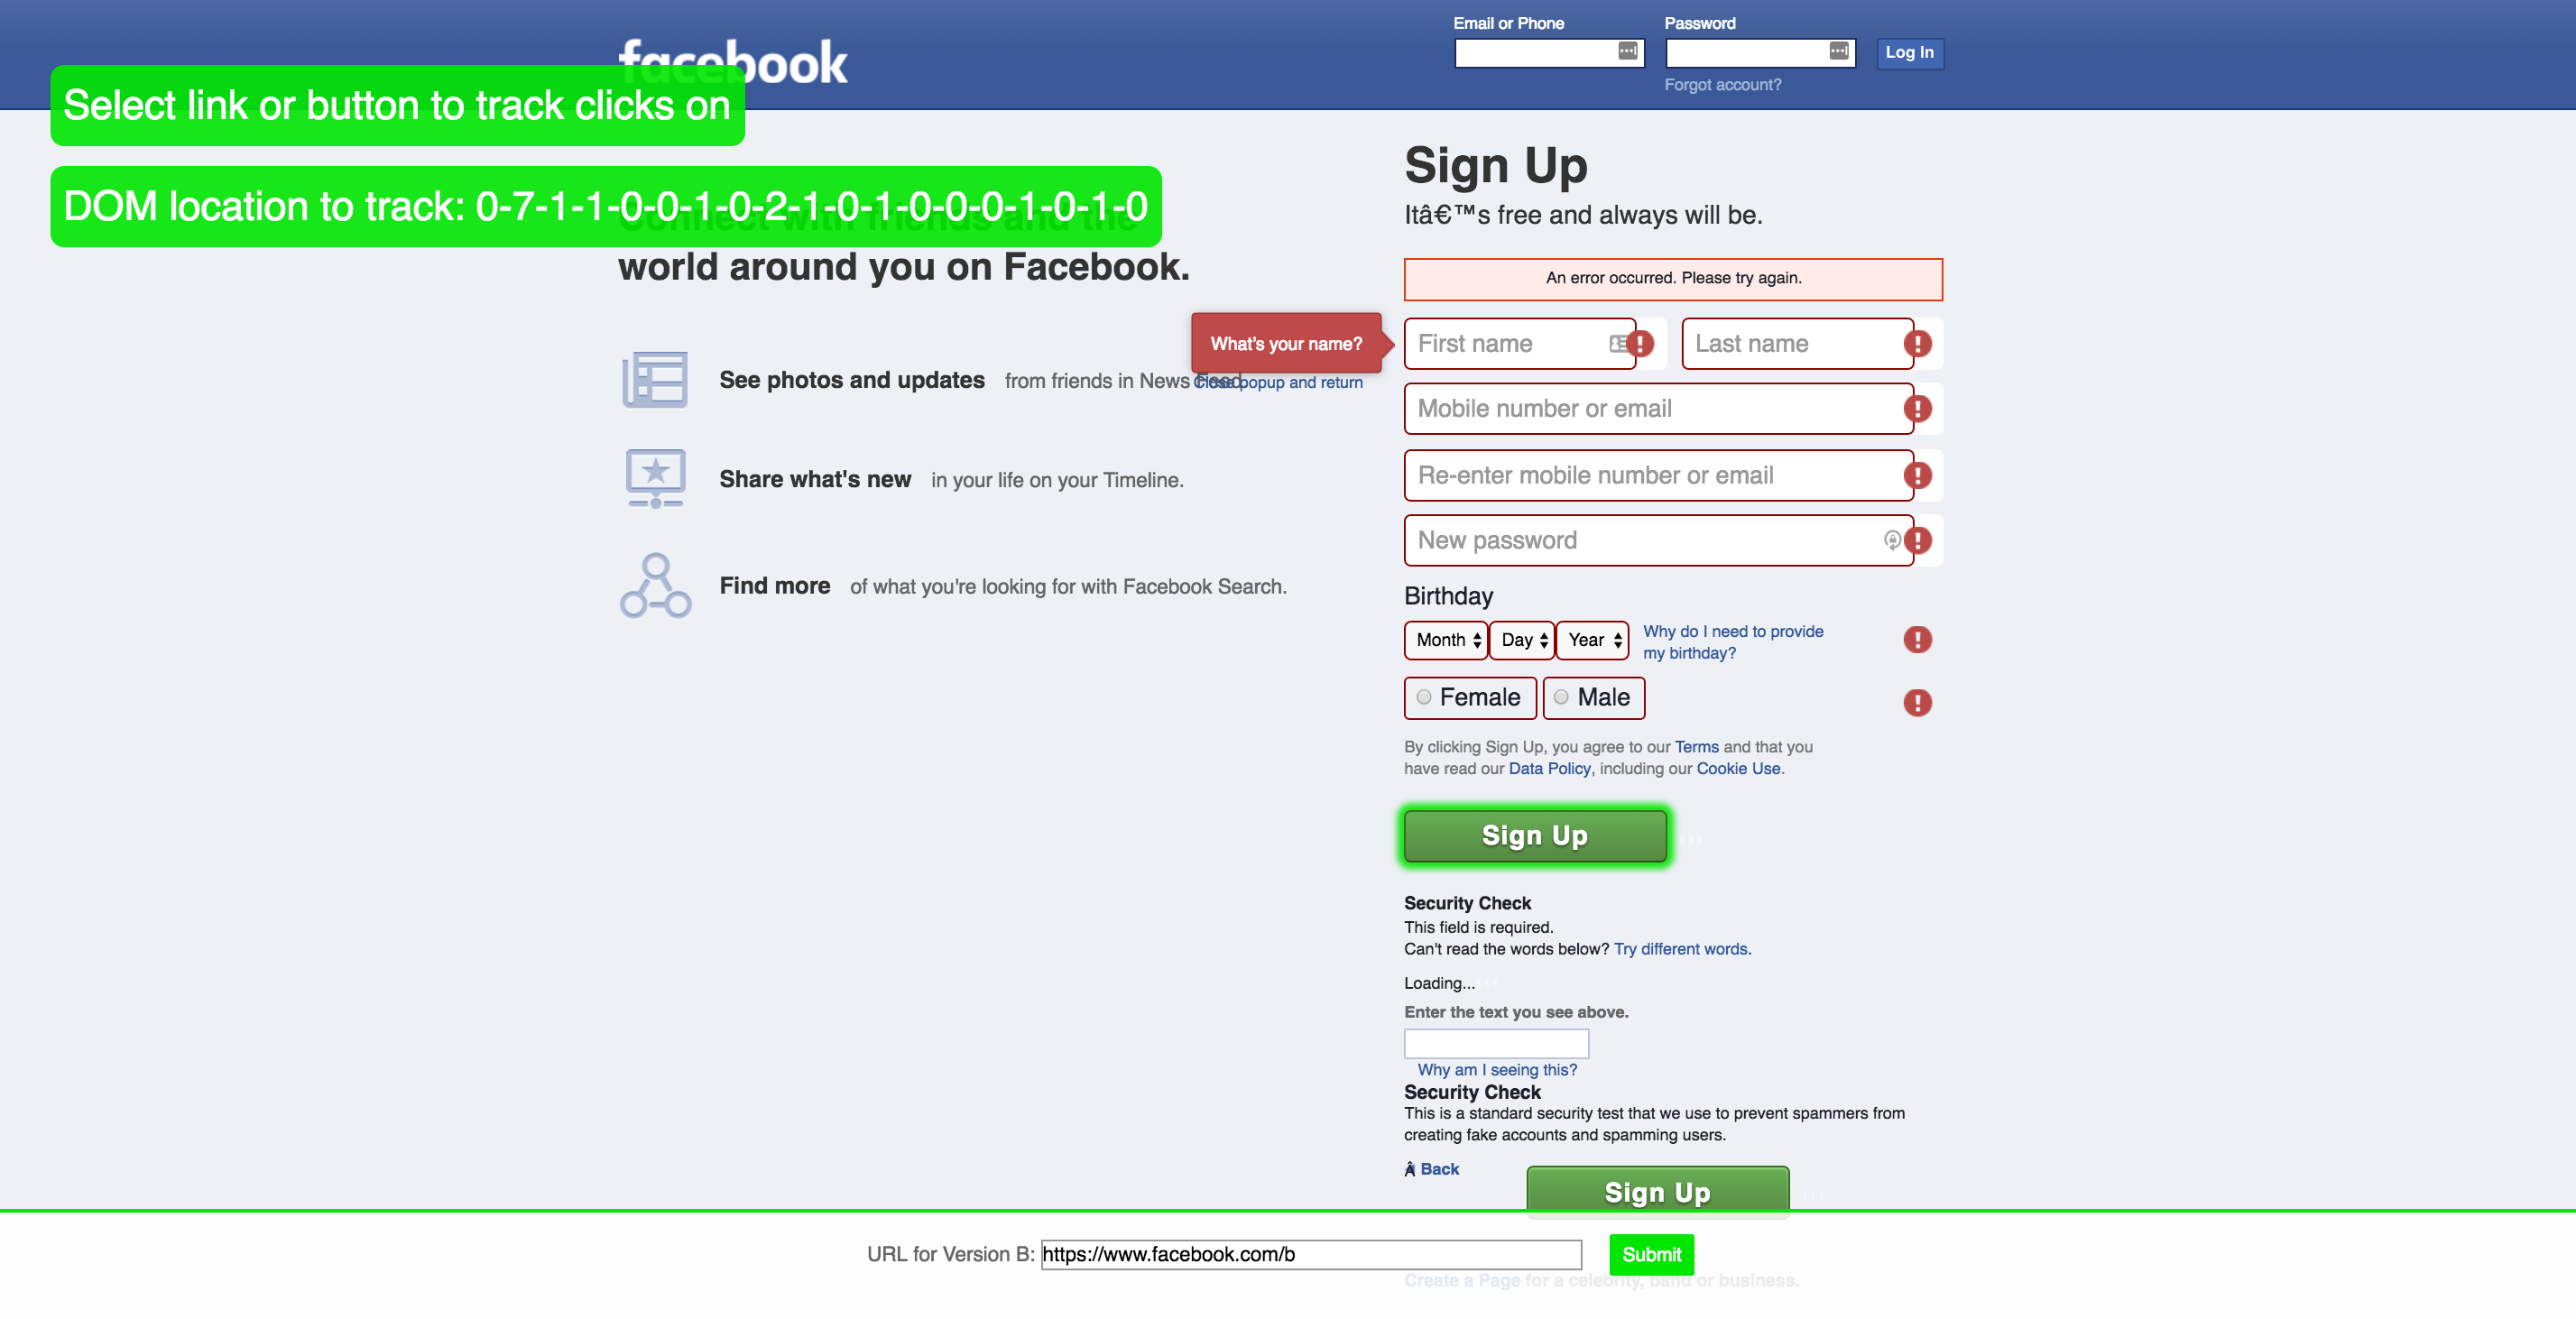 Email or Phone
Password
facebook
Log In
Forgot account?
Select link or button to track clicks on
DOM location to track: 0-7-1-1-0-0-1-0-2-1-0-1-0-0-0-1-0-1-0
Connect with friends and the
world around you on Facebook.
See photos and updates from friends in News Feed.
Share what's new in your life on your Timeline.
Find more of what you're looking for with Facebook Search.
Sign Up
Itâ€™s free and always will be.
An error occurred. Please try again.
What's your name?
Close popup and return
First name
Last name
Mobile number or email
Re-enter mobile number or email
New password
Birthday
Month Day Year
Why do I need to provide
my birthday?
Female Male
By clicking Sign Up, you agree to our Terms and that you
have read our Data Policy, including our Cookie Use.
Sign Up
Security Check
This field is required.
Can't read the words below? Try different words.
Loading...
Enter the text you see above.
Why am I seeing this?
Security Check
This is a standard security test that we use to prevent spammers from
creating fake accounts and spamming users.
Â Back
Sign Up
URL for Version B: https://www.facebook.com/b
Submit
Create a Page for a celebrity, band or business.